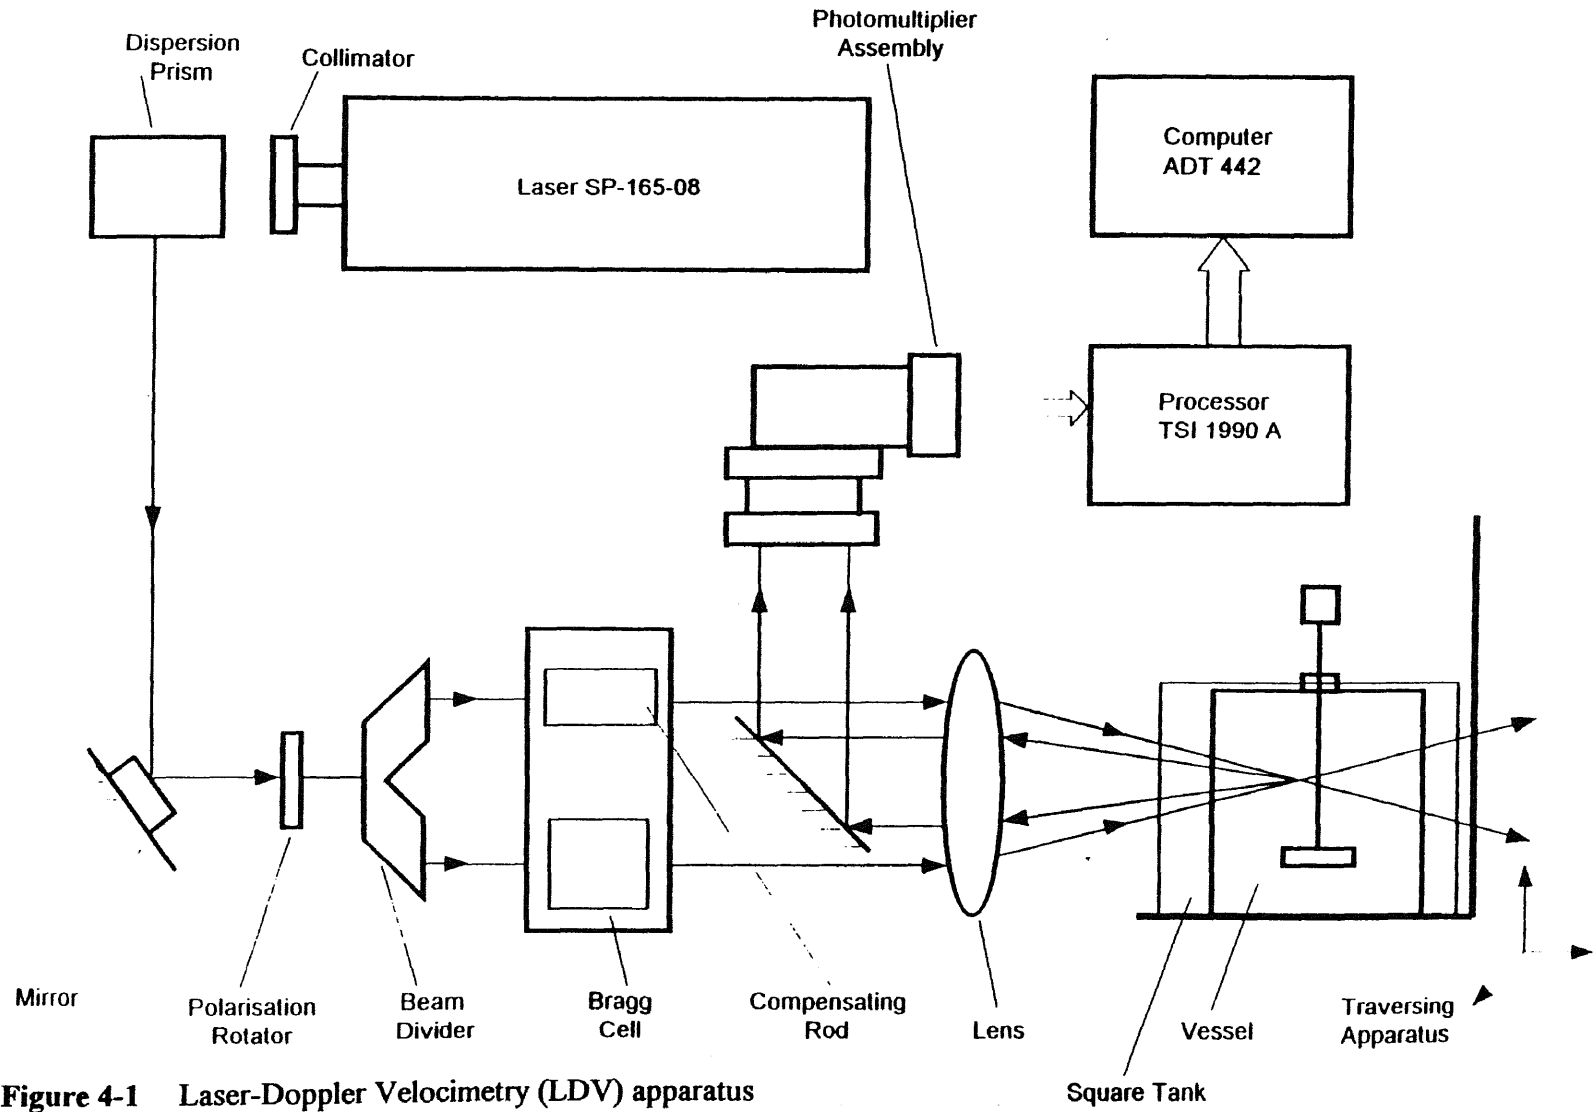 Photomultiplier
Assembly
Dispersion
Prism
Collimator
Laser SP-165-08
Computer
ADT 442
Processor
TSI 1990 A
Mirror
Polarisation
Rotator
Beam
Divider
Bragg
Cell
Compensating
Rod
Lens
Vessel
Traversing
Apparatus
Square Tank
Figure 4-1 Laser-Doppler Velocimetry (LDV) apparatus